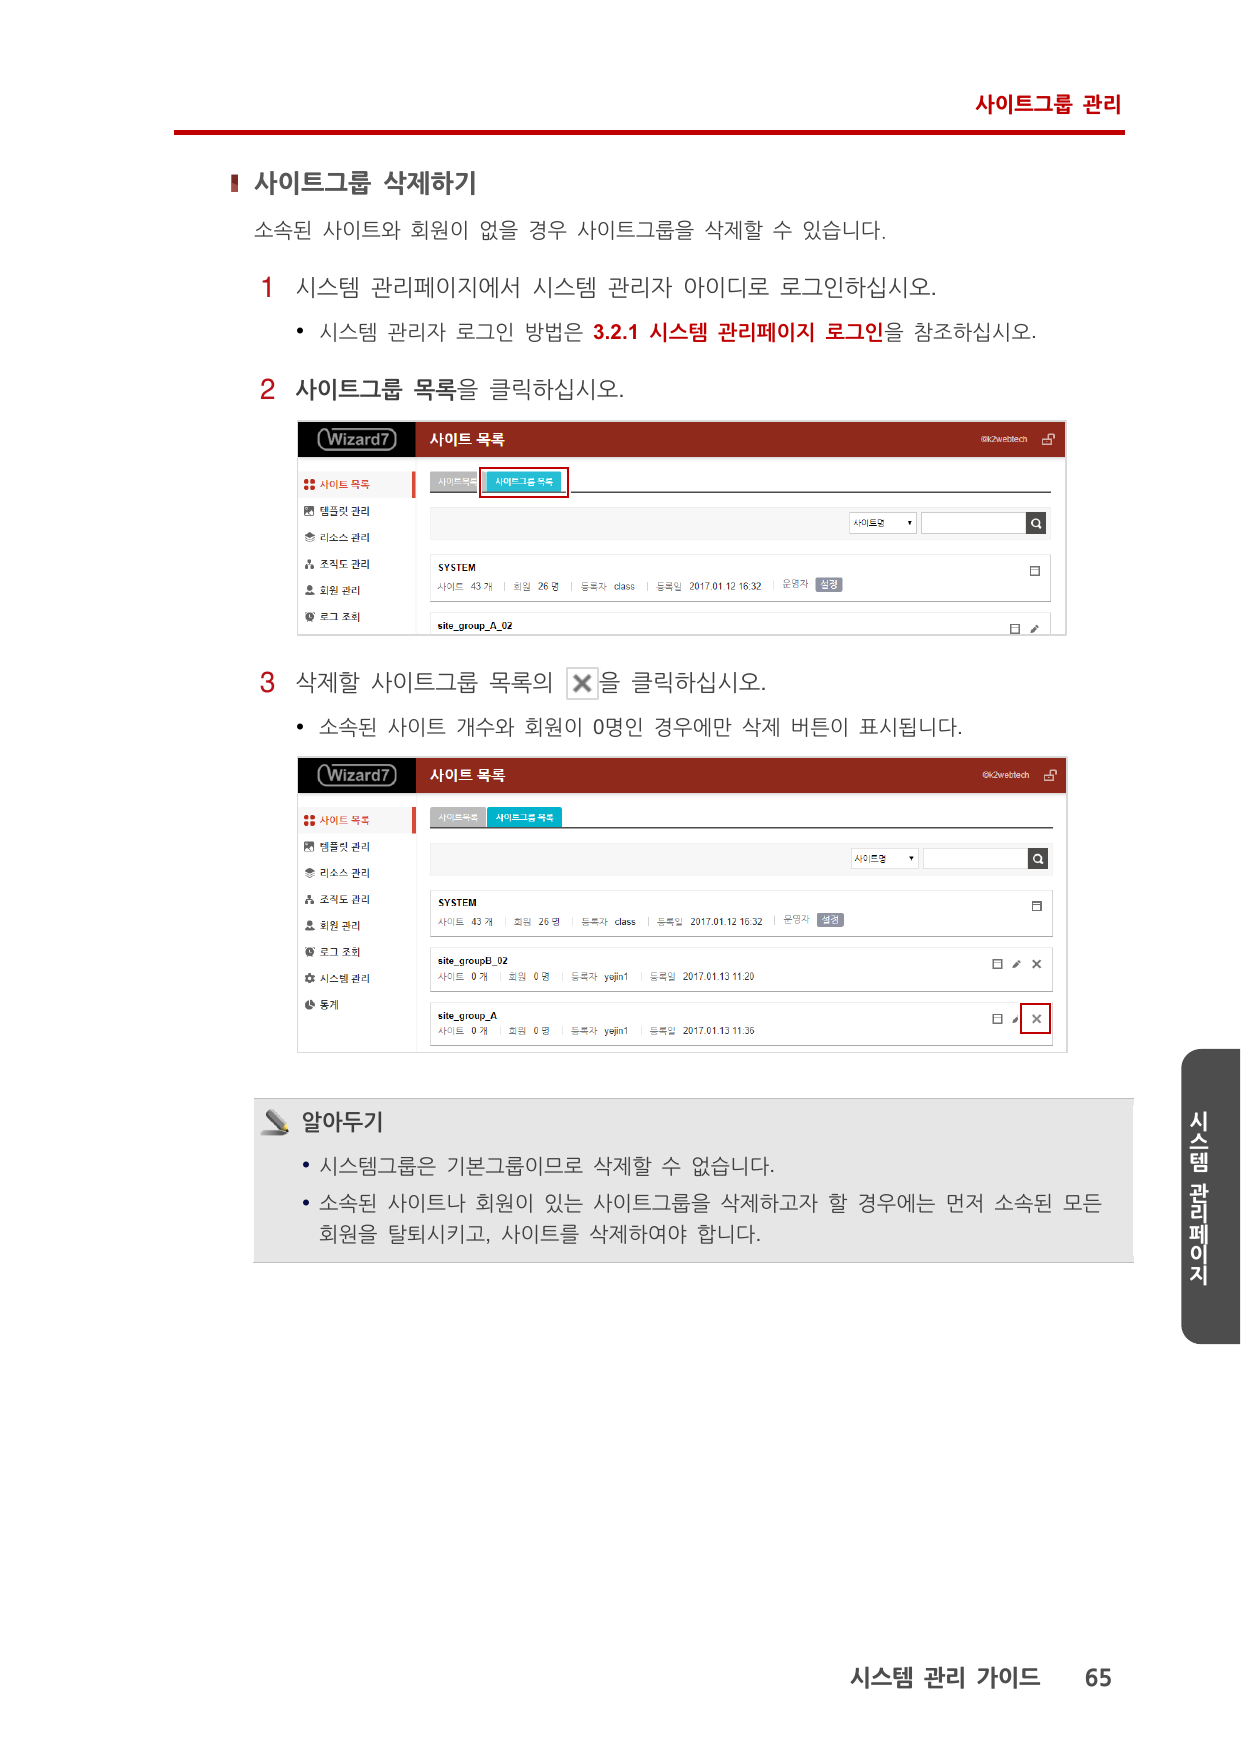 사이트그룹 관리
사이트그룹 삭제하기
소속된 사이트와 회원이 없을 경우 사이트그룹을 삭제할 수 있습니다.
1 시스템 관리페이지에서 시스템 관리자 아이디로 로그인하십시오.
• 시스템 관리자 로그인 방법은 3.2.1 시스템 관리페이지 로그인을 참조하십시오.
2 사이트그룹 목록을 클릭하십시오.
Wizard7 사이트 목록 @k2webtech
사이트 목록 사이트목록 사이트그룹 목록
템플릿 관리 사이트명
리소스 관리
조직도 관리 SYSTEM
회원 관리 사이트 43 개 회원 26 명 등록자 class 등록일 2017.01.12 16:32 운영자 설정
로그 조회 site_group_A_02
3 삭제할 사이트그룹 목록의 을 클릭하십시오.
• 소속된 사이트 개수와 회원이 0명인 경우에만 삭제 버튼이 표시됩니다.
Wizard7 사이트 목록 @k2webtech
사이트 목록 사이트목록 사이트그룹 목록
템플릿 관리 사이트명
리소스 관리
조직도 관리 SYSTEM
회원 관리 사이트 43 개 회원 26 명 등록자 class 등록일 2017.01.12 16:32 운영자 설정
로그 조회 site_groupB_02
시스템 관리 사이트 0 개 회원 0 명 등록자 yejin1 등록일 2017.01.13 11:20
통계 site_group_A
사이트 0 개 회원 0 명 등록자 yejin1 등록일 2017.01.13 11:36
알아두기
• 시스템그룹은 기본그룹이므로 삭제할 수 없습니다.
• 소속된 사이트나 회원이 있는 사이트그룹을 삭제하고자 할 경우에는 먼저 소속된 모든
회원을 탈퇴시키고, 사이트를 삭제하여야 합니다.
시스템 관리페이지
시스템 관리 가이드 65